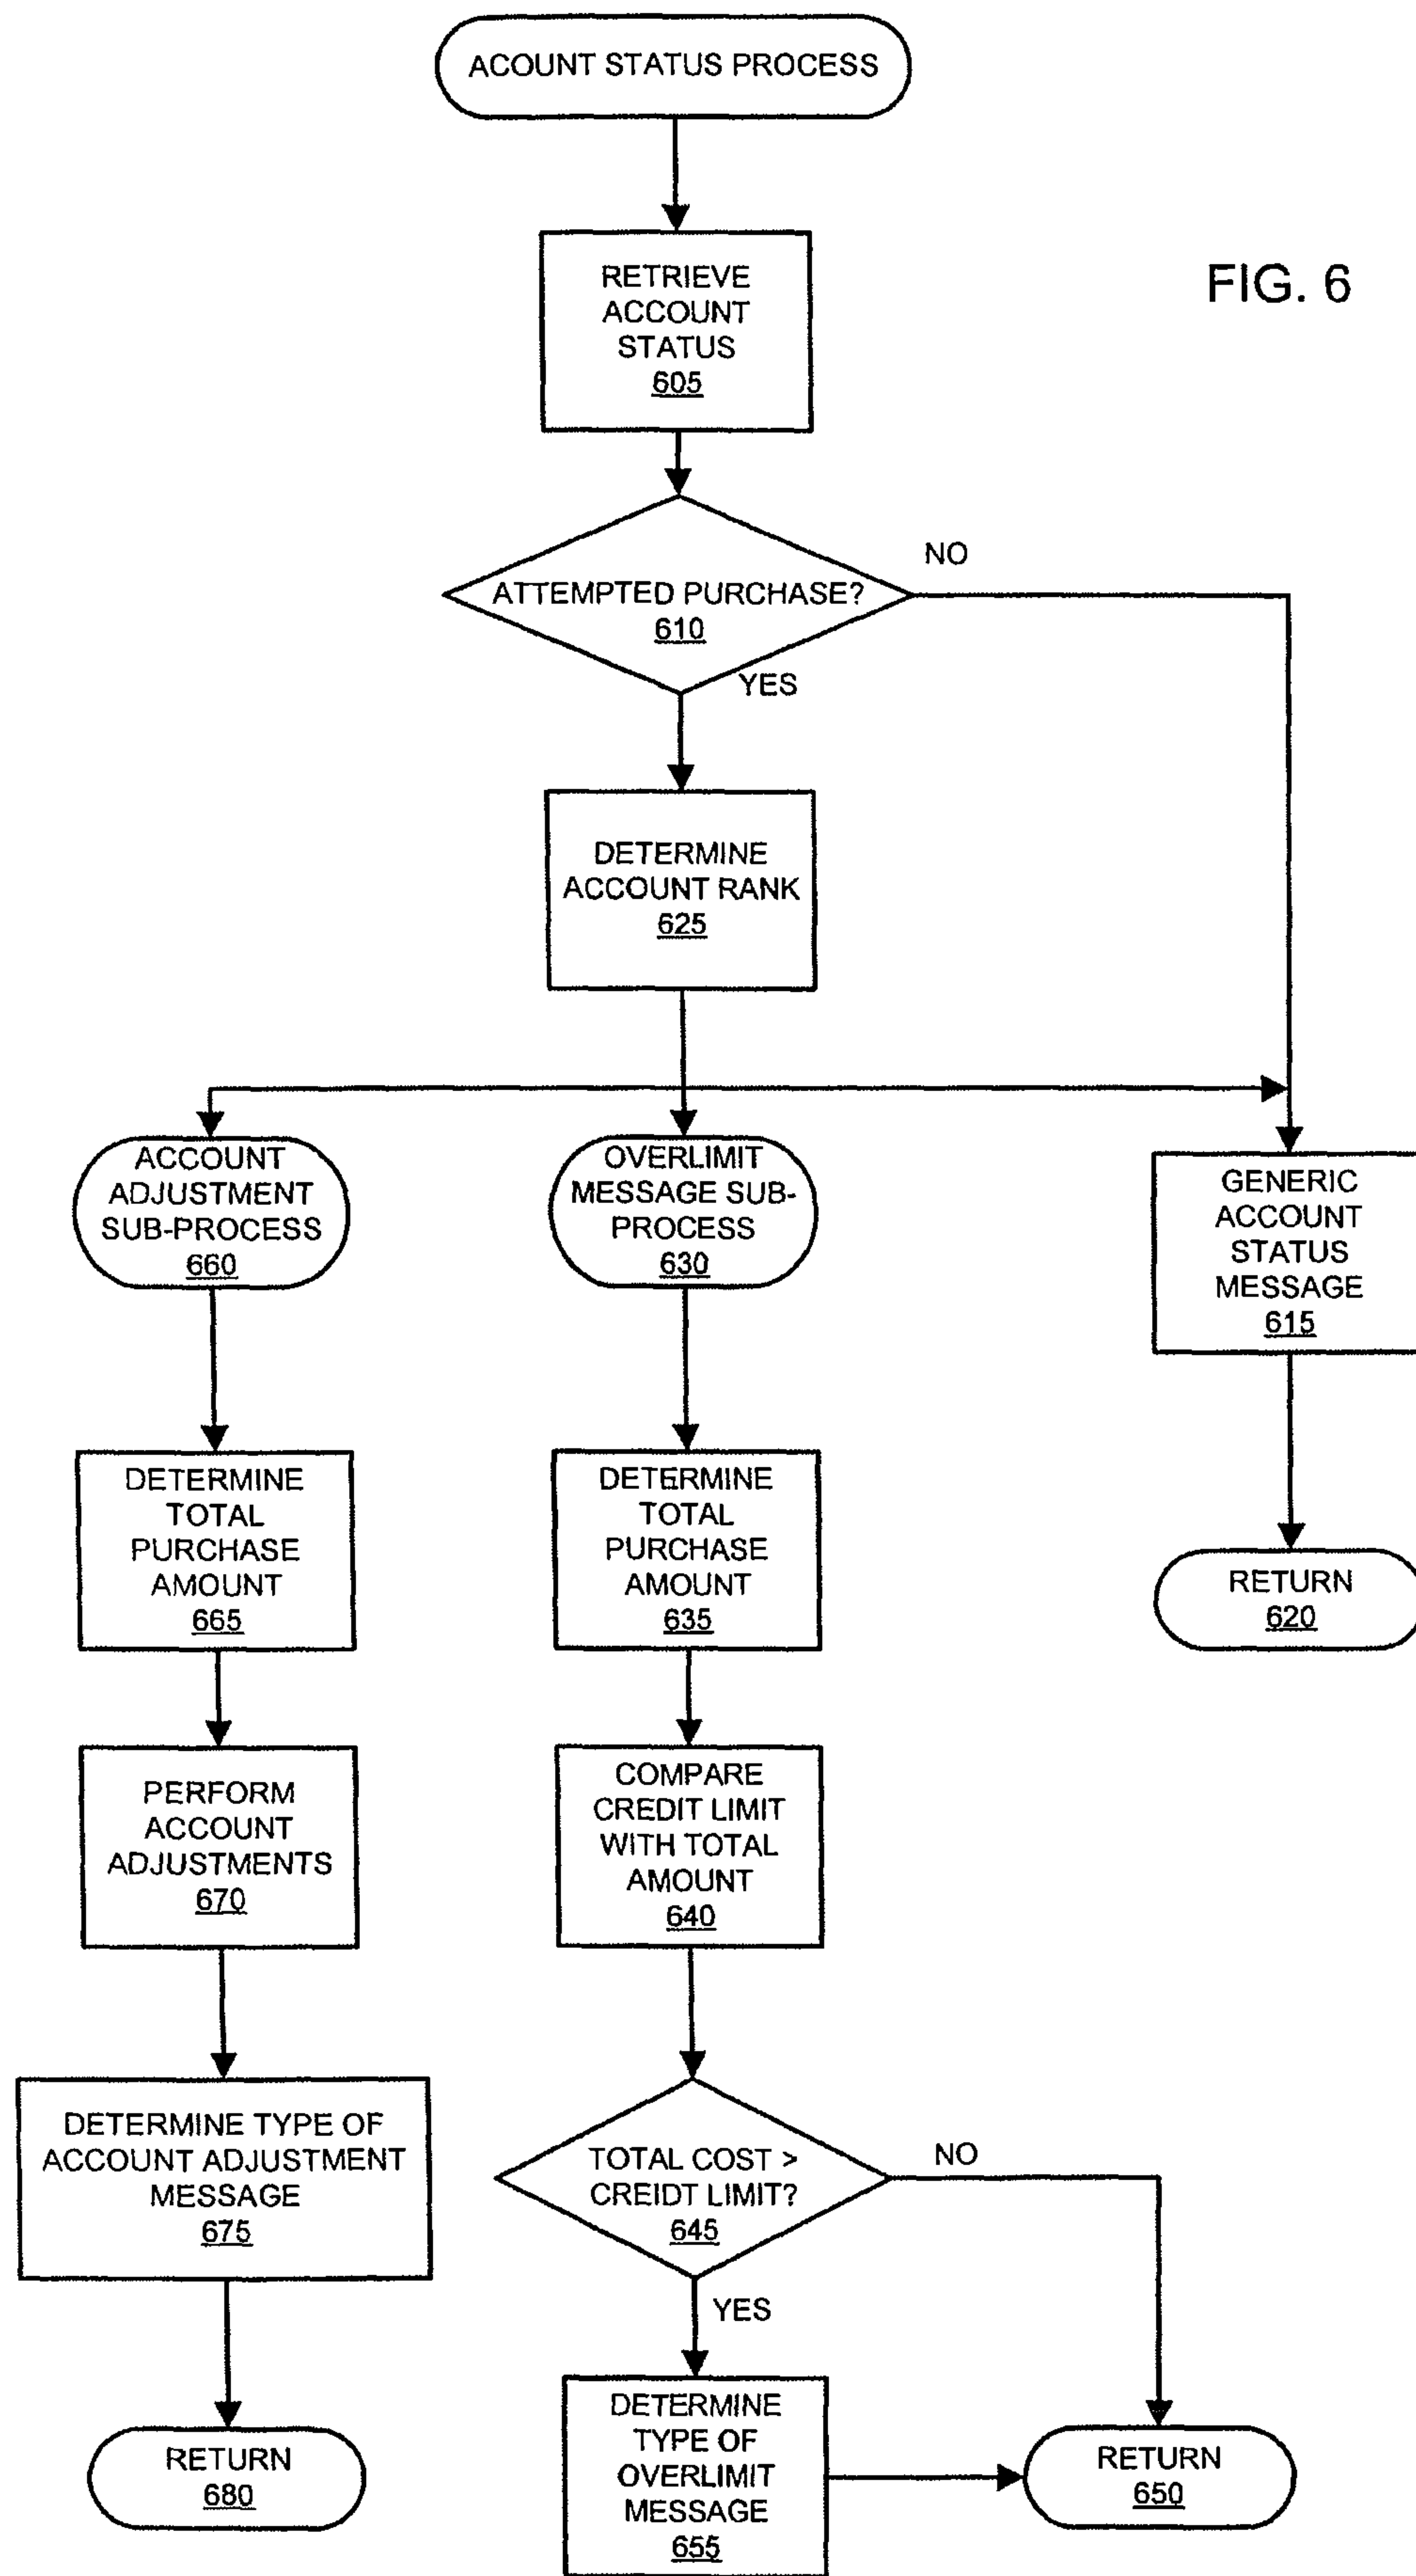 ACOUNT STATUS PROCESS
FIG. 6
RETRIEVE
ACCOUNT
STATUS
605
NO
ATTEMPTED PURCHASE?
610
YES
DETERMINE
ACCOUNT RANK
625
ACCOUNT
ADJUSTMENT
SUB-PROCESS
660
OVERLIMIT
MESSAGE SUB-
PROCESS
630
GENERIC
ACCOUNT
STATUS
MESSAGE
615
DETERMINE
TOTAL
PURCHASE
AMOUNT
665
DETERMINE
TOTAL
PURCHASE
AMOUNT
635
RETURN
620
PERFORM
ACCOUNT
ADJUSTMENTS
670
COMPARE
CREDIT LIMIT
WITH TOTAL
AMOUNT
640
DETERMINE TYPE OF
ACCOUNT ADJUSTMENT
MESSAGE
675
TOTAL COST >
CREIDT LIMIT?
645
NO
YES
RETURN
680
DETERMINE
TYPE OF
OVERLIMIT
MESSAGE
655
RETURN
650